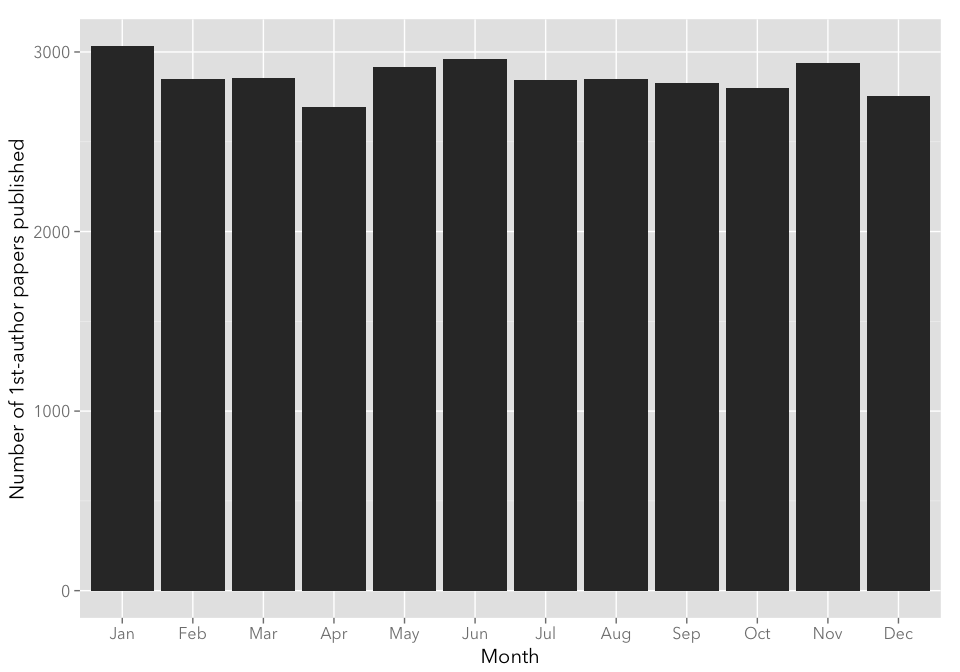 Number of 1st-author papers published
3000
2000
1000
0
Jan Feb Mar Apr May Jun Jul Aug Sep Oct Nov Dec
Month